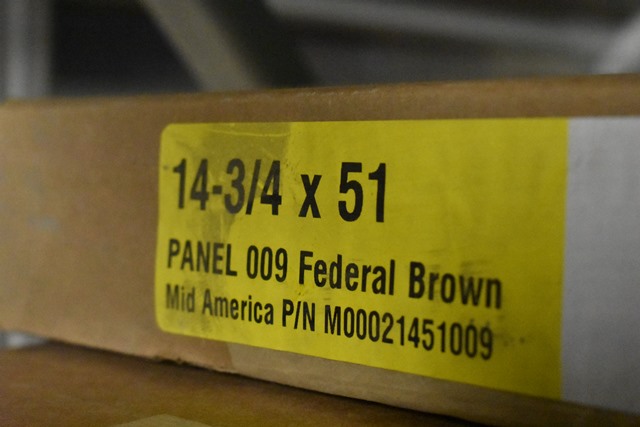 14-3/4 x 51
PANEL 009 Federal Brown
Mid America P/N M00021451009